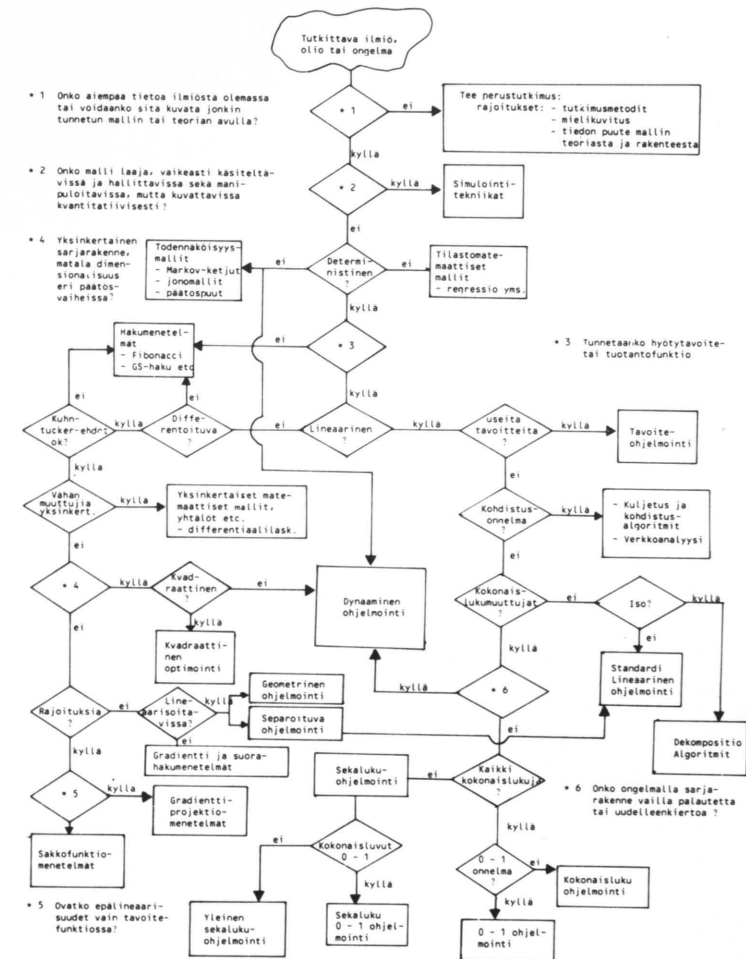 Tutkittava ilmiö,
olio tai ongelma
* 1 Onko aiempaa tietoa ilmiöstä olemassa
tai voidaanko sita kuvata jonkin
tunnetun mallin tai teorian avulla?
* 1
ei
Tee perustutkimus:
rajoitukset: - tutkimusmetodit
- mielikuvitus
- tiedon puute mallin
teoriasta ja rakenteesta
kyllä
* 2 Onko malli laaja, vaikeasti käsiteltä-
vissä ja hallittavissa seka mani-
puloitavissa, mutta kuvattavissa
kvantitatiivisesti?
* 2
kyllä
Simulointi-
tekniikat
ei
* 4 Yksinkertainen
sarjarakenne,
matala dimen-
sionalisuus
eri päätös-
vaiheissa?
Todennäköisyys-
mallit
- Markov-ketjut
- jonomallit
- päätospuut
ei
Determi-
nistinen
?
ei
Tilastomate-
maattiset
mallit
- regressio yms.
kyllä
Hakumenetel-
mät
- Fibonacci
- GS-haku etc
ei
* 3
* 3 Tunnetaanko hyötytavoite-
tai tuotantofunktio
ei
ei
kyllä
Kuhn-
tucker-ehdot
ok?
kyllä
Diffe-
rentoituva
?
ei
Lineaarinen
?
kyllä
useita
tavoitteita
?
kyllä
Tavoite-
ohjelmointi
kyllä
ei
Vahan
muuttujia
yksinkert.
kyllä
Yksinkertaiset mate-
maattiset mallit,
yhtälöt etc.
- differentiaalilask.
Kohdistus-
onnelma
?
kyllä
- Kuljetus ja
kohdistus-
algoritmit
- Verkkoanalyysi
ei
ei
* 4
kyllä
Kvad-
raattinen
?
ei
Dynaaminen
ohjelmointi
Kokonais-
lukumuuttujat
?
ei
Iso?
kyllä
ei
kyllä
kyllä
ei
Kvadraatti-
nen
optimointi
* 6
Standardi
Lineaarinen
ohjelmointi
Rajoituksia
?
ei
Line-
aarisoita-
vissa?
kyllä
Geometrinen
ohjelmointi
Separoituva
ohjelmointi
ei
ei
Dekompositio
Algoritmit
kyllä
Gradientti ja suora-
hakumenetelmät
Sekaluku-
ohjelmointi
ei
Kaikki
kokonaislukuja
?
* 6 Onko ongelmalla sarja-
rakenne vailla palautetta
tai uudelleenkiertoa ?
* 5
kyllä
Gradientti-
projektio-
menetelmät
kyllä
ei
ei
Kokonaisluvut
0 - 1
0 - 1
onnelma
?
ei
Kokonaisluku
ohjelmointi
Sakkofunktio-
menetelmät
kyllä
kyllä
* 5 Ovatko epälineaari-
suudet vain tavoite-
funktiossa?
Yleinen
sekaluku-
ohjelmointi
Sekaluku
0 - 1 ohjel-
mointi
0 - 1 ohjel-
mointi